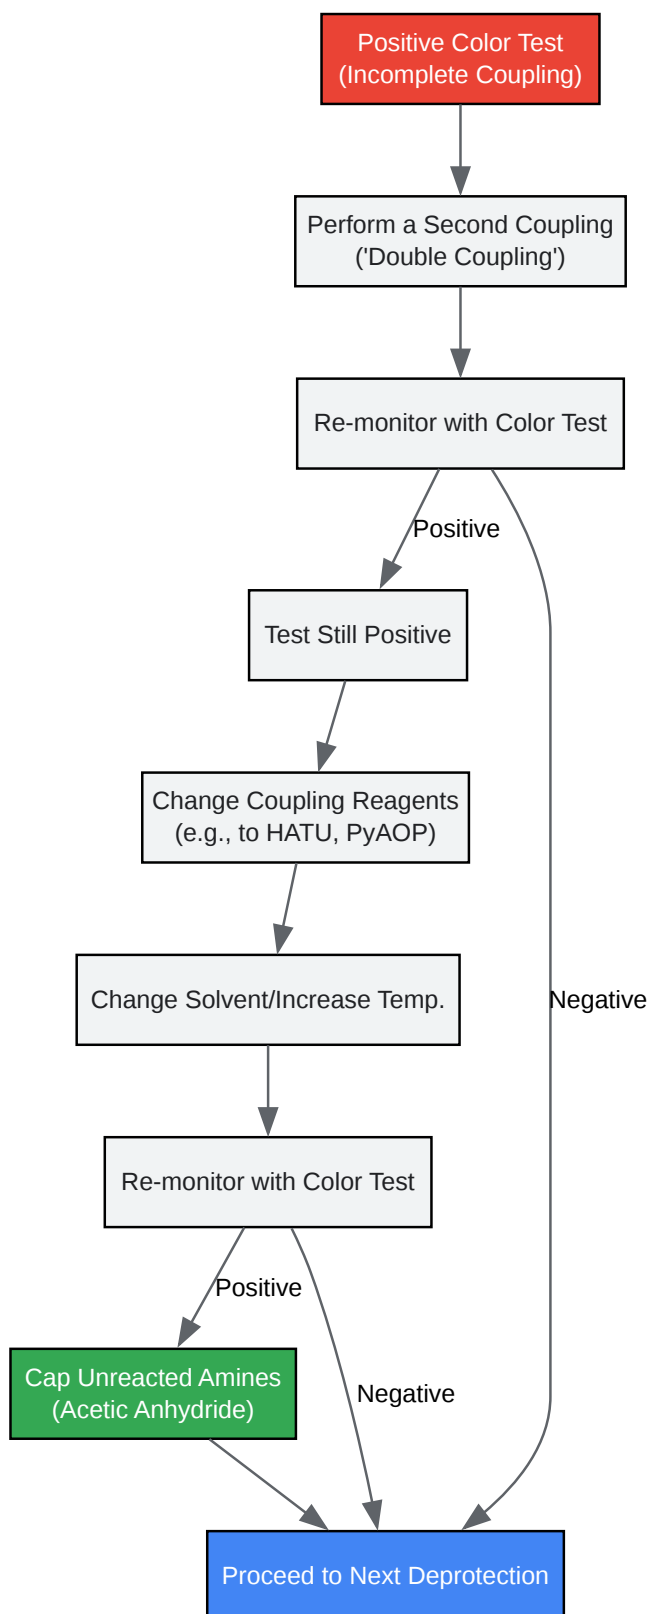 Positive Color Test
(Incomplete Coupling)
Perform a Second Coupling
('Double Coupling')
Re-monitor with Color Test
Positive
Test Still Positive
Change Coupling Reagents
(e.g., to HATU, PyAOP)
Change Solvent/Increase Temp.
Negative
Re-monitor with Color Test
Positive
Cap Unreacted Amines
(Acetic Anhydride)
Negative
Proceed to Next Deprotection